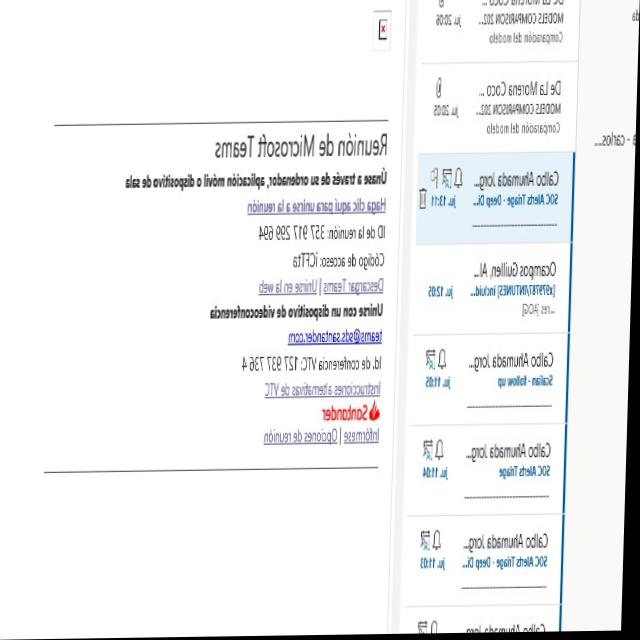 Reunión de Microsoft Teams
Únase a través de su ordenador, aplicación móvil o dispositivo de sala
Haga clic aquí para unirse a la reunión
ID de la reunión: 357 917 299 694
Código de acceso: iCFTta
Descargar Teams | Unirse en la web
Unirse con un dispositivo de videoconferencia
teams@sds.santander.com
Id. de conferencia VTC: 127 937 736 4
Instrucciones alternativas de VTC
Santander
Infórmese | Opciones de reunión
ju. 20:06
MODELS COMPARISON 202...
Comparación del modelo
De La Morena Coco ...
MODELS COMPARISON 202...
ju. 20:05
Comparación del modelo
Calbo Ahumada Jorg...
SOC Alerts Triage - Deep Di...
ju. 13:11
Ocampos Guillen, Al...
[x97767/INTUNES] incluid...
ju. 12:05
...res [AOG]
Calbo Ahumada Jorg...
Scalian - follow up
ju. 11:05
Calbo Ahumada Jorg...
SOC Alerts Triage
ju. 11:04
Calbo Ahumada Jorg...
SOC Alerts Triage - Deep Di...
ju. 11:03
Calbo Ahumada Jorg...
a - carlos...